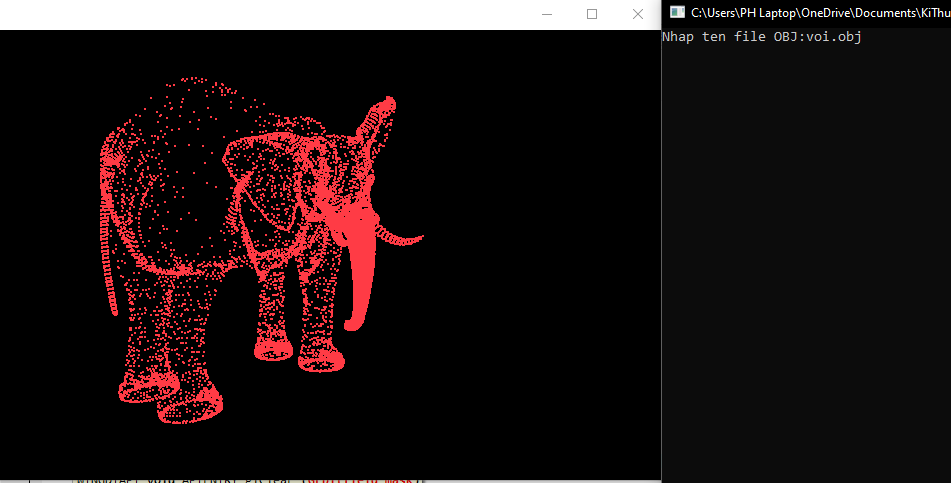 C:\Users\PH Laptop\OneDrive\Documents\KiThu
Nhap ten file OBJ:voi.obj